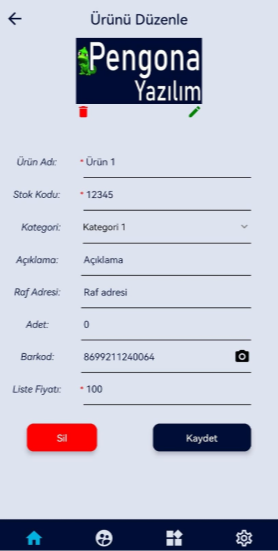 Ürünü Düzenle
Pengona
Yazılım
Ürün Adı: * Ürün 1
Stok Kodu: * 12345
Kategori: Kategori 1
Açıklama: Açıklama
Raf Adresi: Raf adresi
Adet: 0
Barkod: 8699211240064
Liste Fiyatı: * 100
Sil Kaydet